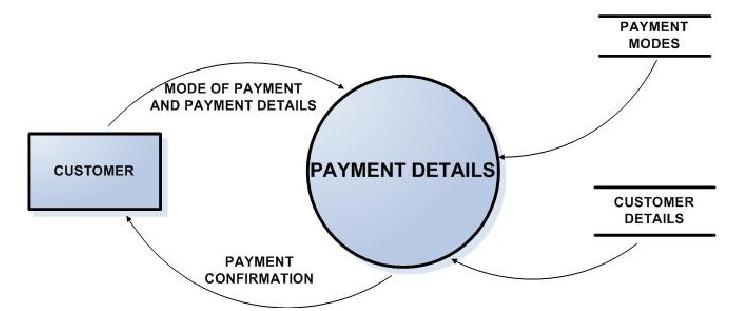 PAYMENT
MODES
MODE OF PAYMENT
AND PAYMENT DETAILS
CUSTOMER
PAYMENT DETAILS
CUSTOMER
DETAILS
PAYMENT
CONFIRMATION